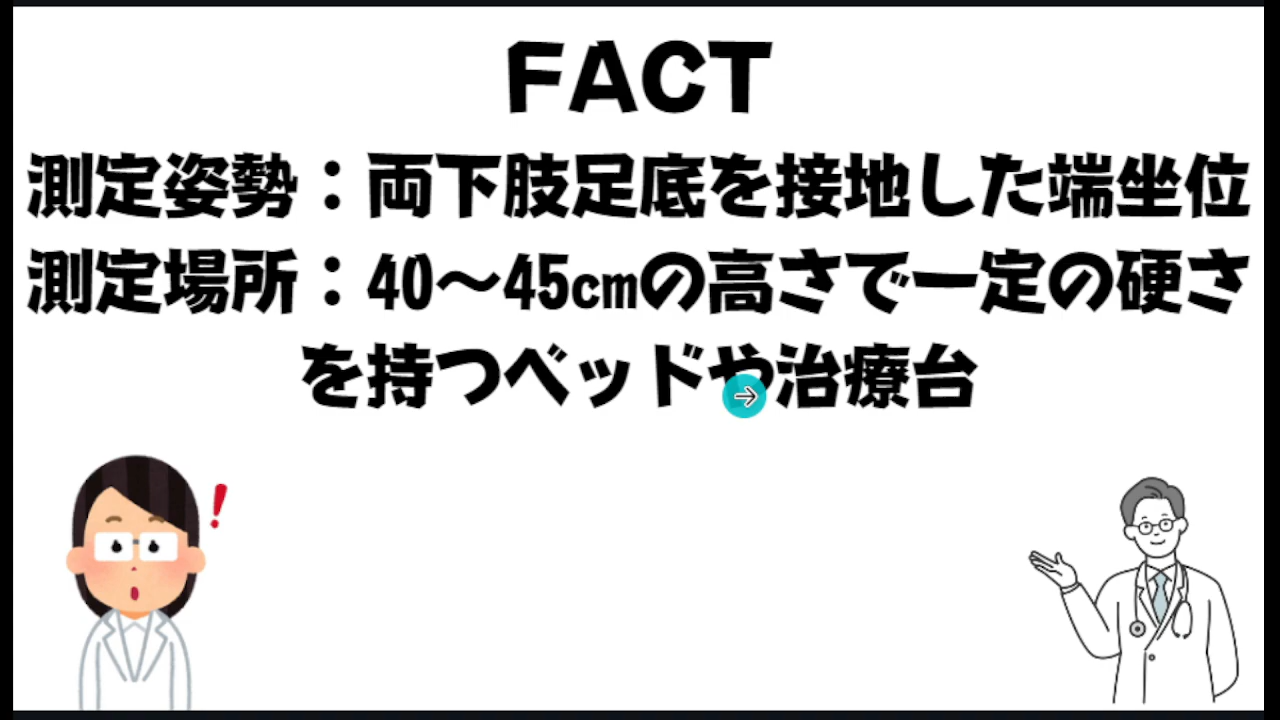 FACT
測定姿勢：両下肢足底を接地した端坐位
測定場所：40～45cmの高さで一定の硬さ
を持つベッドや治療台